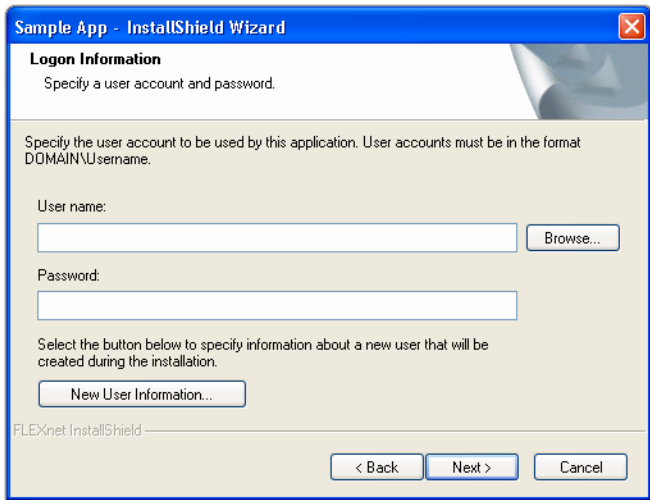 Sample App - InstallShield Wizard
Logon Information
Specify a user account and password.
Specify the user account to be used by this application. User accounts must be in the format
DOMAIN\Username.
User name:
Browse...
Password:
Select the button below to specify information about a new user that will be
created during the installation.
New User Information...
FLEXnet InstallShield
< Back
Next >
Cancel